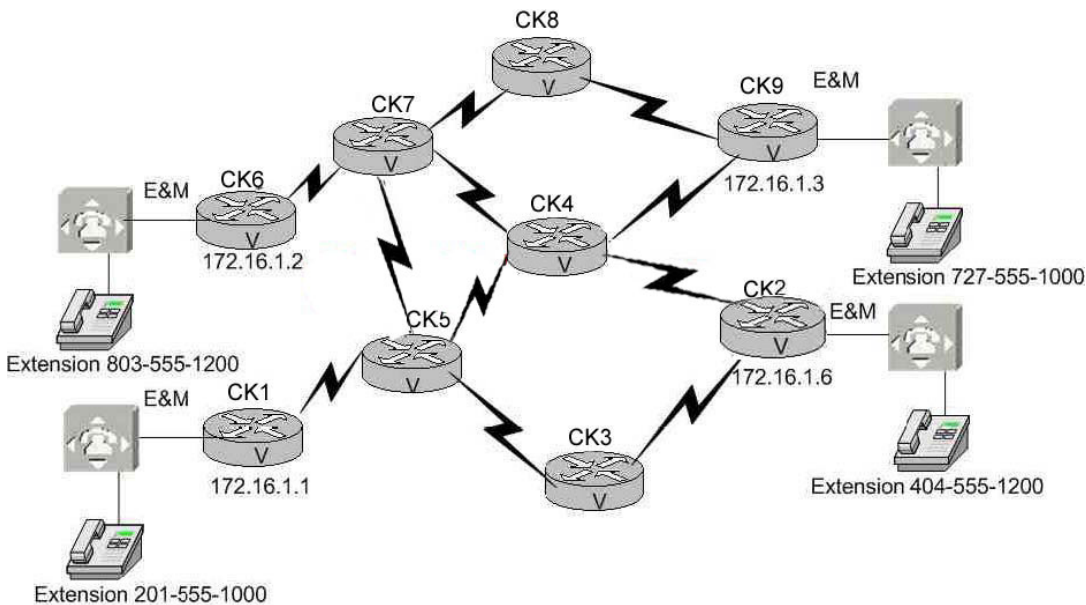 CK8
CK7
CK9
E&M
V
V
V
172.16.1.3
E&M
CK6
V
172.16.1.2
CK4
V
Extension 727-555-1000
Extension 803-555-1200
CK5
V
CK2
E&M
V
172.16.1.6
E&M
CK1
V
172.16.1.1
CK3
V
Extension 404-555-1200
Extension 201-555-1000